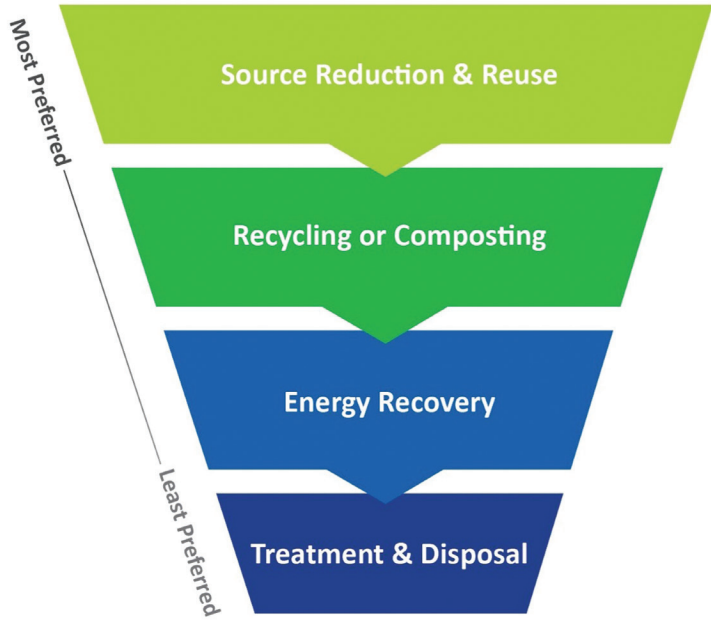 Most Preferred
Source Reduction & Reuse
Recycling or Composting
Energy Recovery
Least Preferred
Treatment & Disposal